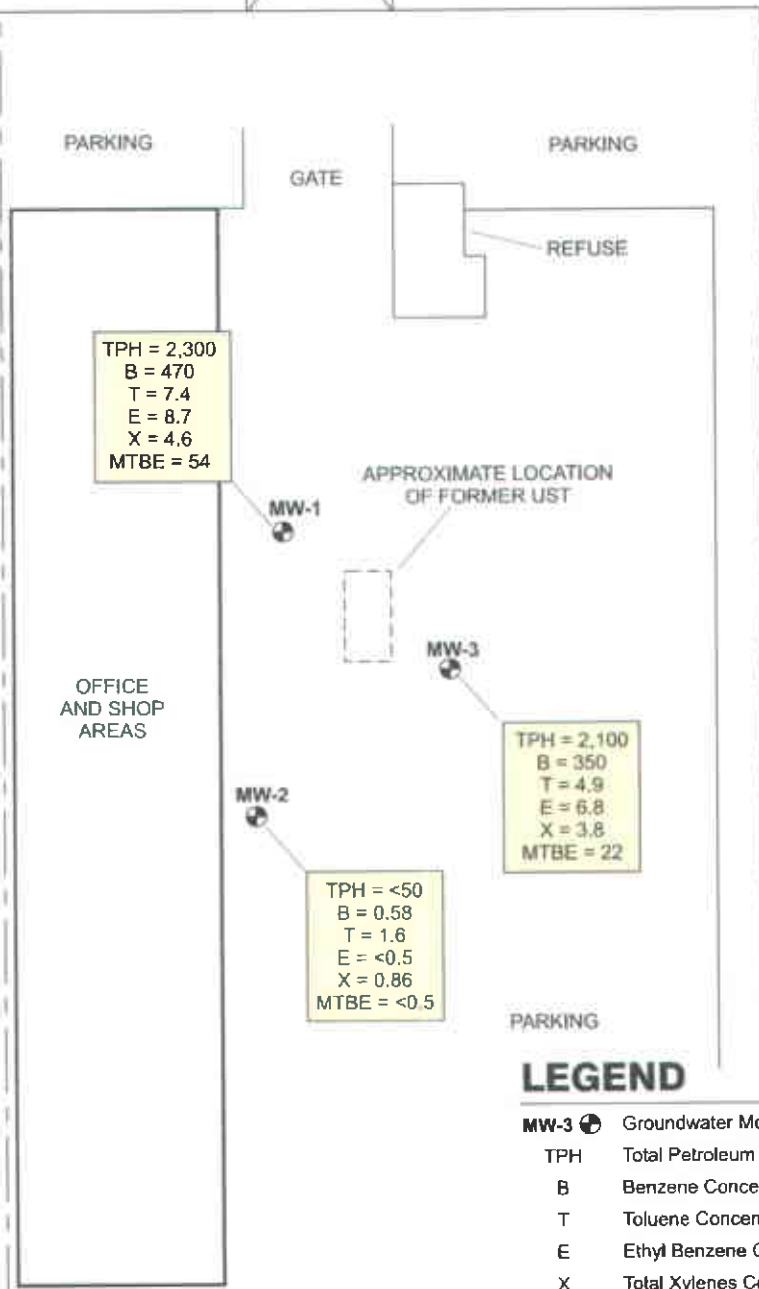 PARKING
GATE
PARKING
REFUSE
TPH = 2,300
B = 470
T = 7.4
E = 8.7
X = 4.6
MTBE = 54
APPROXIMATE LOCATION
OF FORMER UST
MW-1
MW-3
OFFICE
AND SHOP
AREAS
TPH = 2,100
B = 350
T = 4.9
E = 6.8
X = 3.8
MTBE = 22
MW-2
TPH = <50
B = 0.58
T = 1.6
E = <0.5
X = 0.86
MTBE = <0.5
PARKING
LEGEND
MW-3 Groundwater Mo
TPH Total Petroleum
B Benzene Conce
T Toluene Concen
E Ethyl Benzene
X Total Xylenes